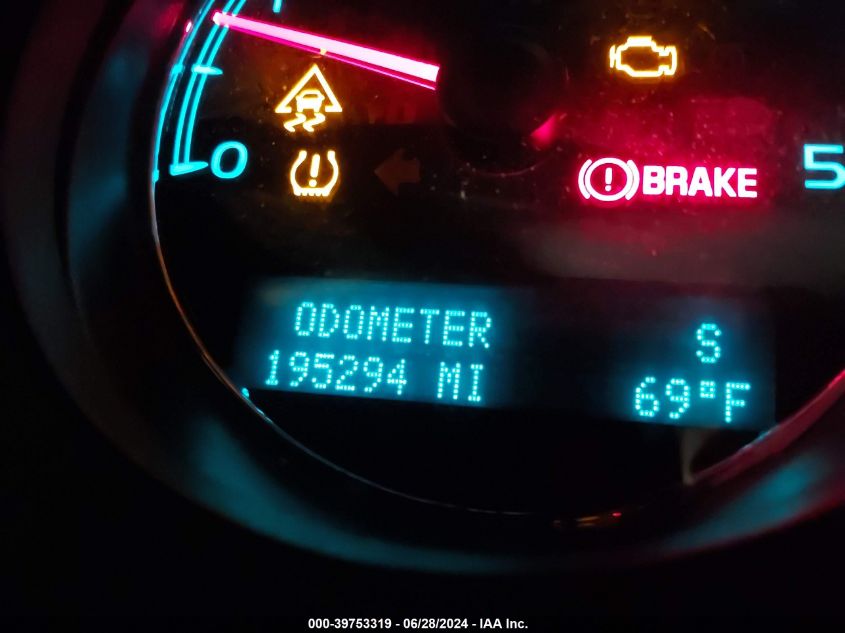 0
BRAKE
5
ODOMETER
S
195294 MI
69°F
000-39753319 - 06/28/2024 - IAA Inc.